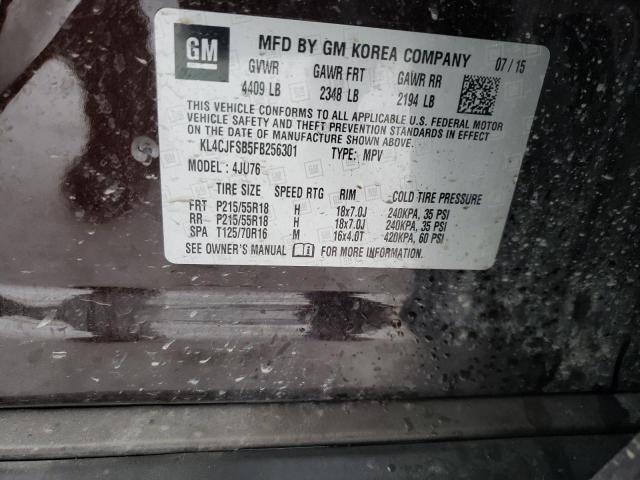 GM MFD BY GM KOREA COMPANY 07 / 15
GVWR GAWR FRT GAWR RR
4409 LB 2348 LB 2194 LB
THIS VEHICLE CONFORMS TO ALL APPLICABLE U.S. FEDERAL MOTOR
VEHICLE SAFETY AND THEFT PREVENTION STANDARDS IN EFFECT ON THE
DATE OF MANUFACTURE SHOWN ABOVE.
KL4CJFSB5FB256301 TYPE: MPV
MODEL : 4JU76
TIRE SIZE SPEED RTG RIM COLD TIRE PRESSURE
FRT P215/55R18 H 18x7.0J 240KPA, 35 PSI
RR P215/55R18 H 18x7.0J 240KPA, 35 PSI
SPA T125/70R16 M 16x4.0T 420KPA, 60 PSI
SEE OWNER'S MANUAL FOR MORE INFORMATION.